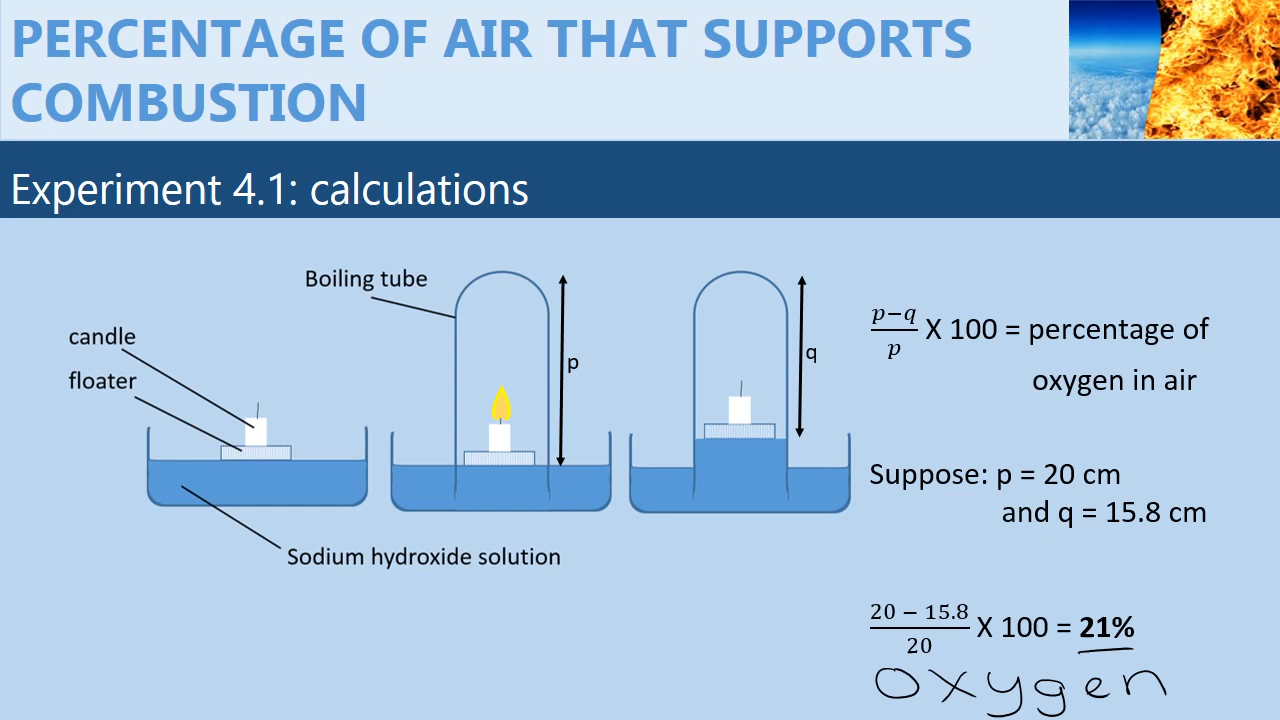 PERCENTAGE OF AIR THAT SUPPORTS
COMBUSTION
Experiment 4.1: calculations
Boiling tube
candle
floater
p
q
Sodium hydroxide solution
p−q
p
X 100 = percentage of
oxygen in air
Suppose: p = 20 cm
and q = 15.8 cm
20 − 15.8
20
X 100 = 21%
oxygen